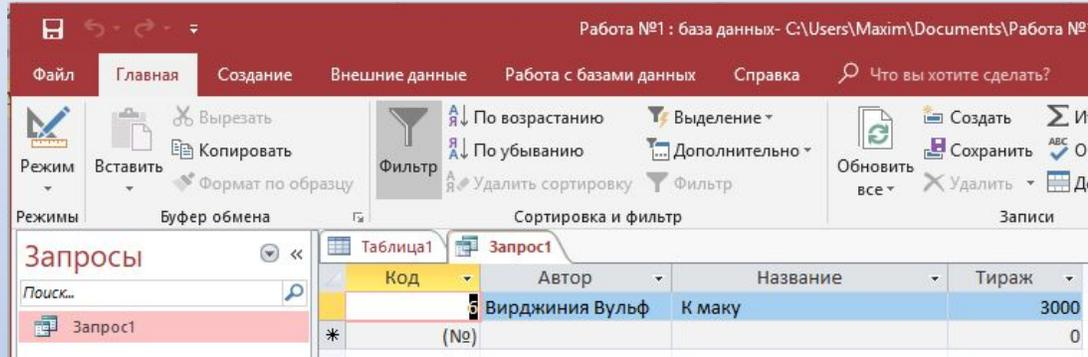 Работа №1 : база данных- C:\Users\Maxim\Documents\Работа №
Файл Главная Создание Внешние данные Работа с базами данных Справка Что вы хотите сделать?
Режим
Вставить
Вырезать
Копировать
Формат по образцу
Фильтр
По возрастанию
По убыванию
Удалить сортировку
Выделение
Дополнительно
Фильтр
Обновить
все
Создать
Сохранить
Удалить
Режимы Буфер обмена Сортировка и фильтр Записи
Запросы
Поиск...
Запрос1
Таблица1 Запрос1
Код Автор Название Тираж
6 Вирджиния Вульф К маку 3000
(№) 0